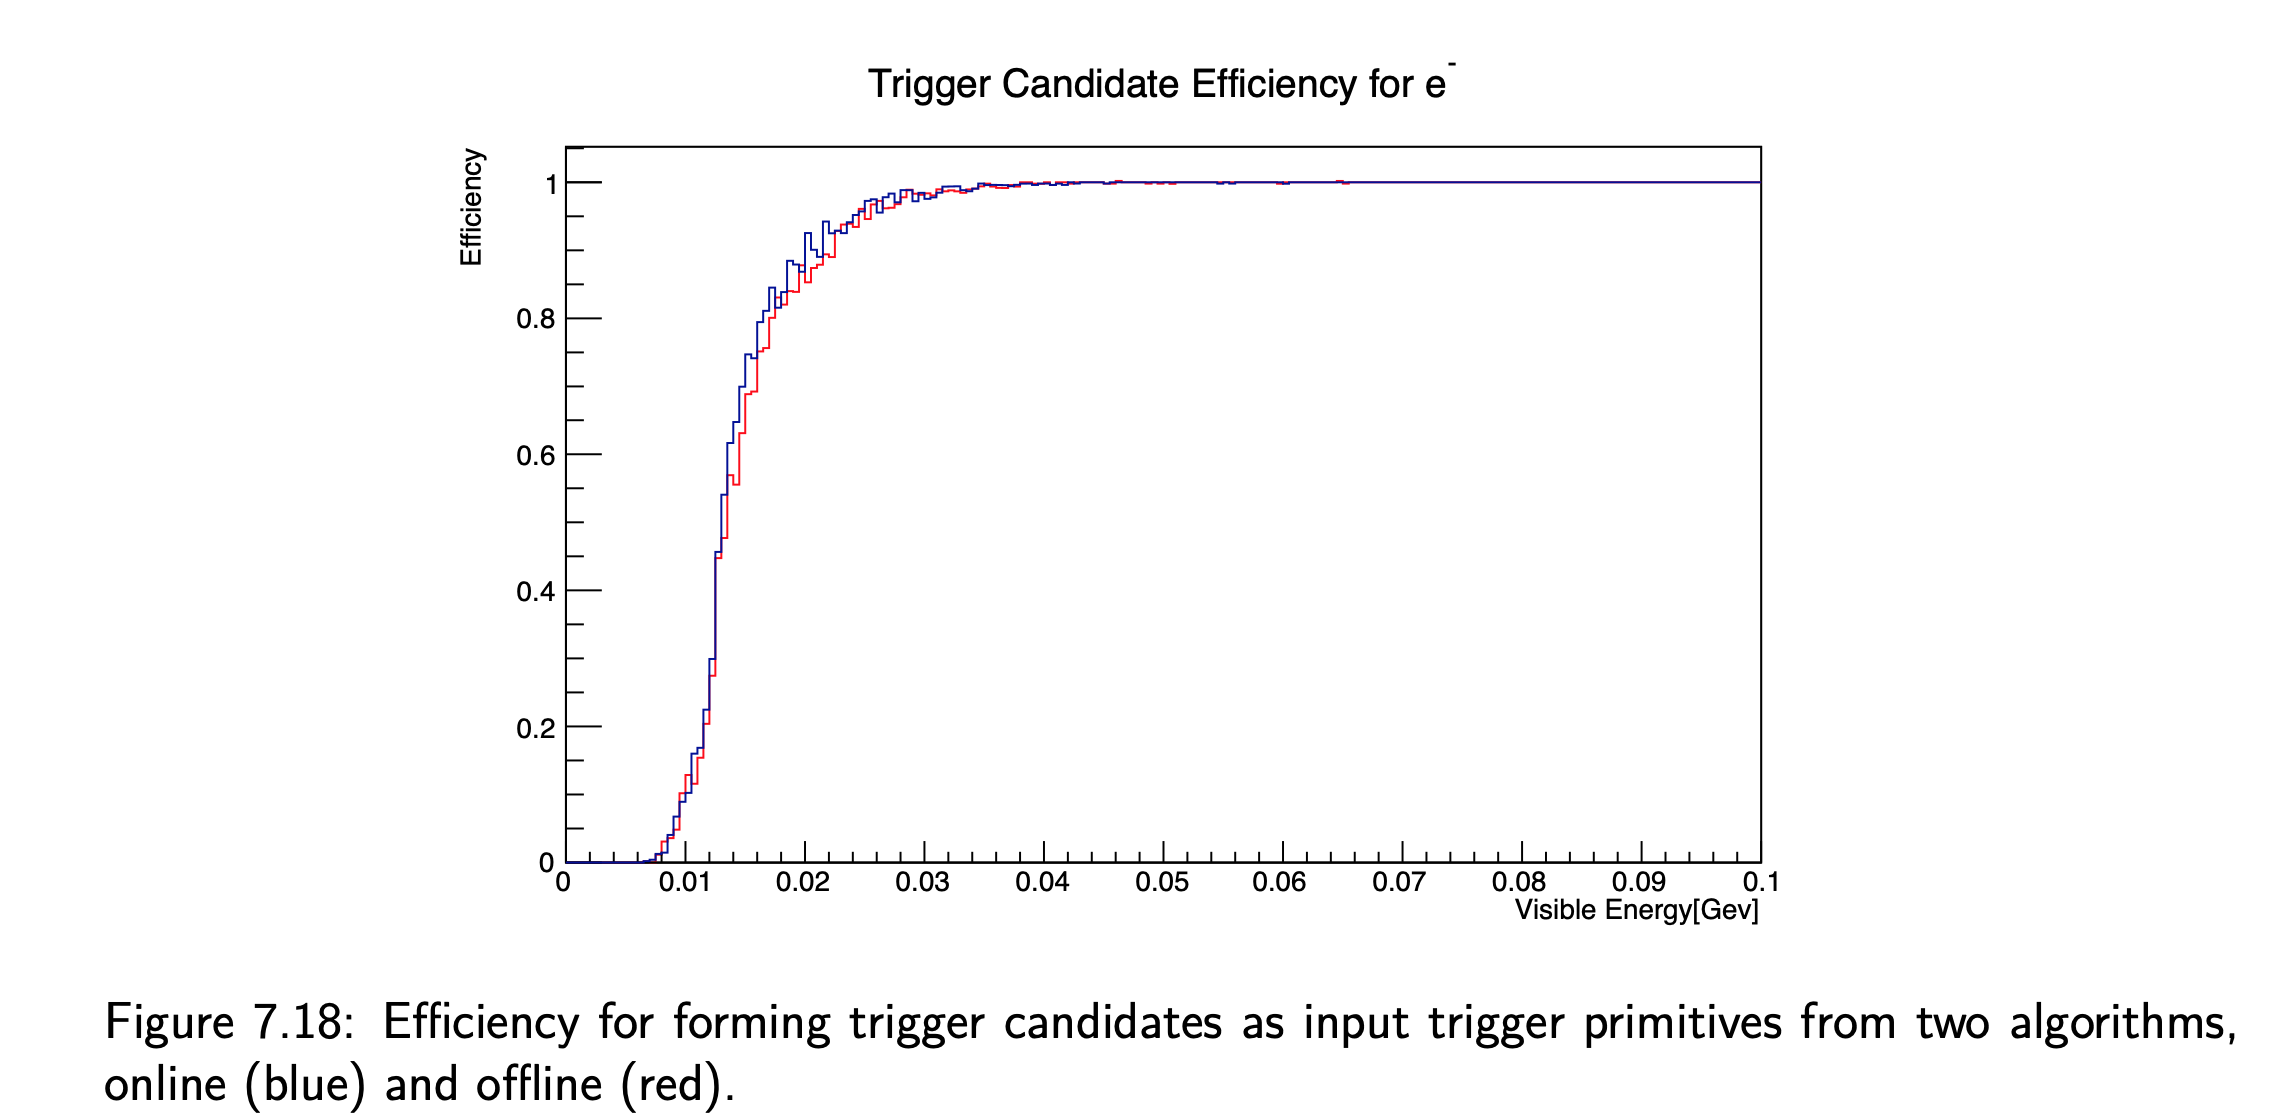 Trigger Candidate Efficiency for e-
Efficiency
1
0.8
0.6
0.4
0.2
0
0 0.01 0.02 0.03 0.04 0.05 0.06 0.07 0.08 0.09 0.1
Visible Energy[Gev]
Figure 7.18: Efficiency for forming trigger candidates as input trigger primitives from two algorithms,
online (blue) and offline (red).